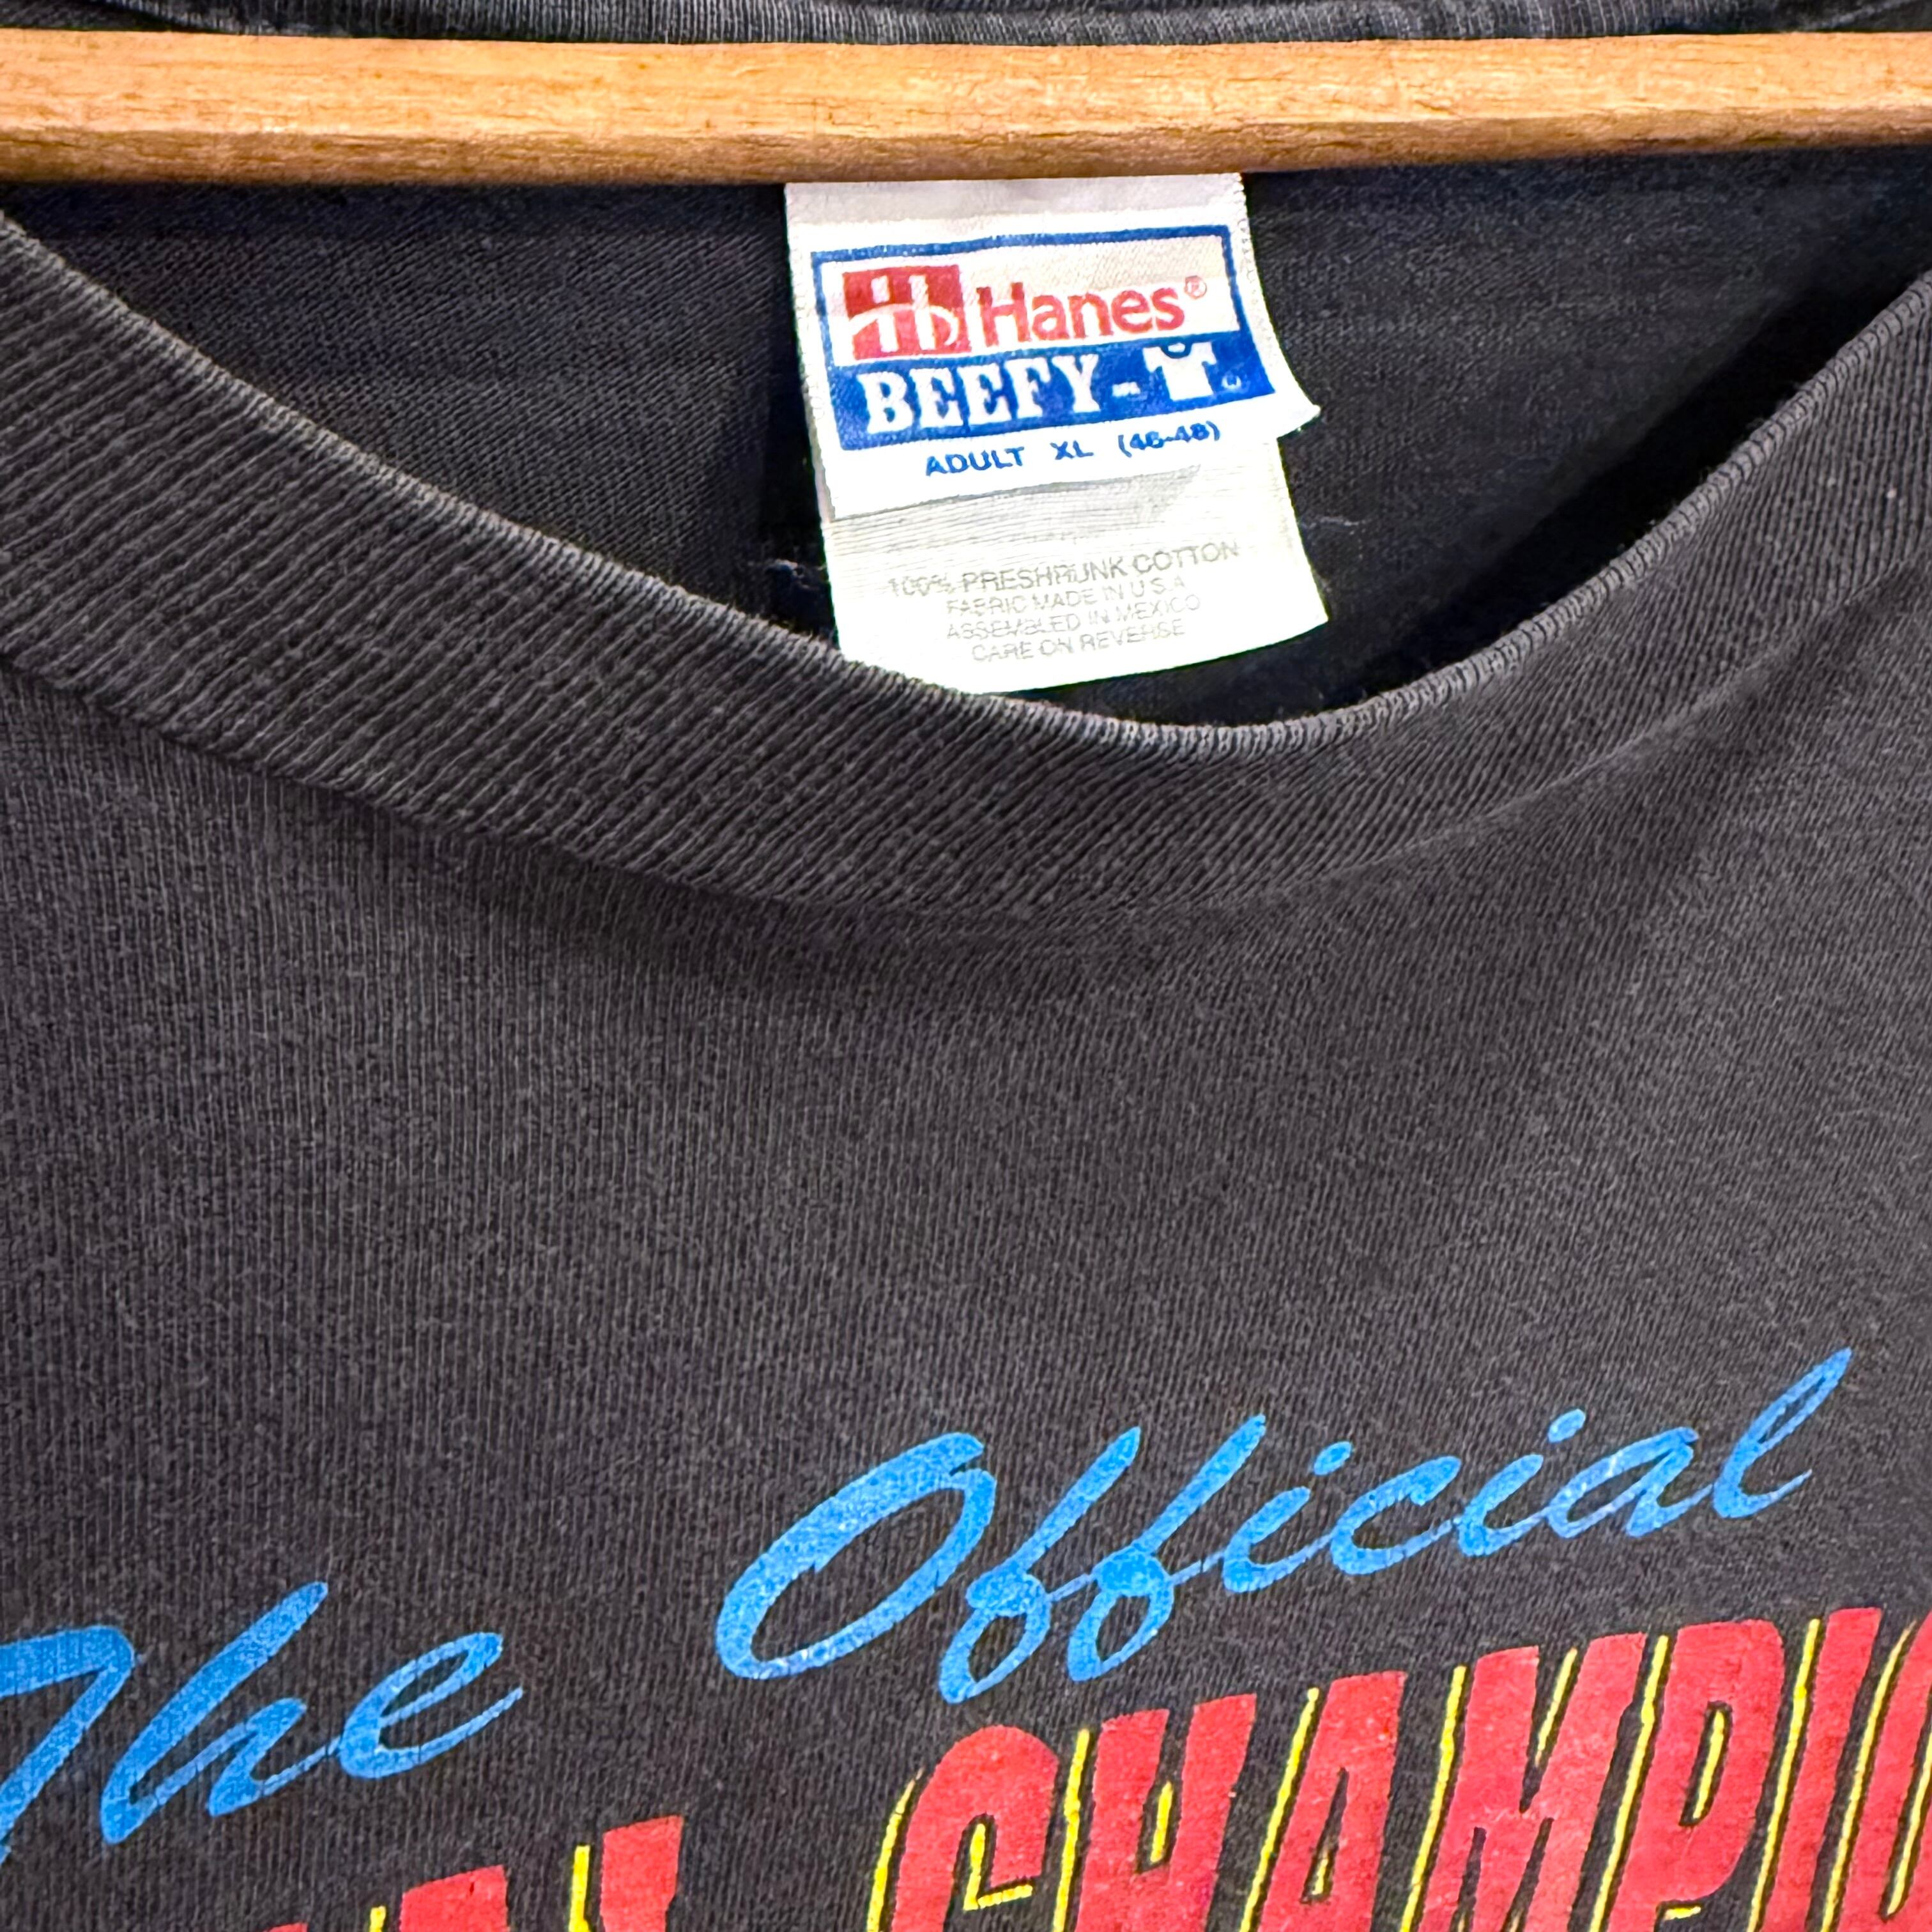 Hanes®
BEEFY-T®
ADULT XL (46-48)
100% PRESHRUNK COTTON
FABRIC MADE IN U.S.A.
ASSEMBLED IN MEXICO
CARE ON REVERSE
The Official